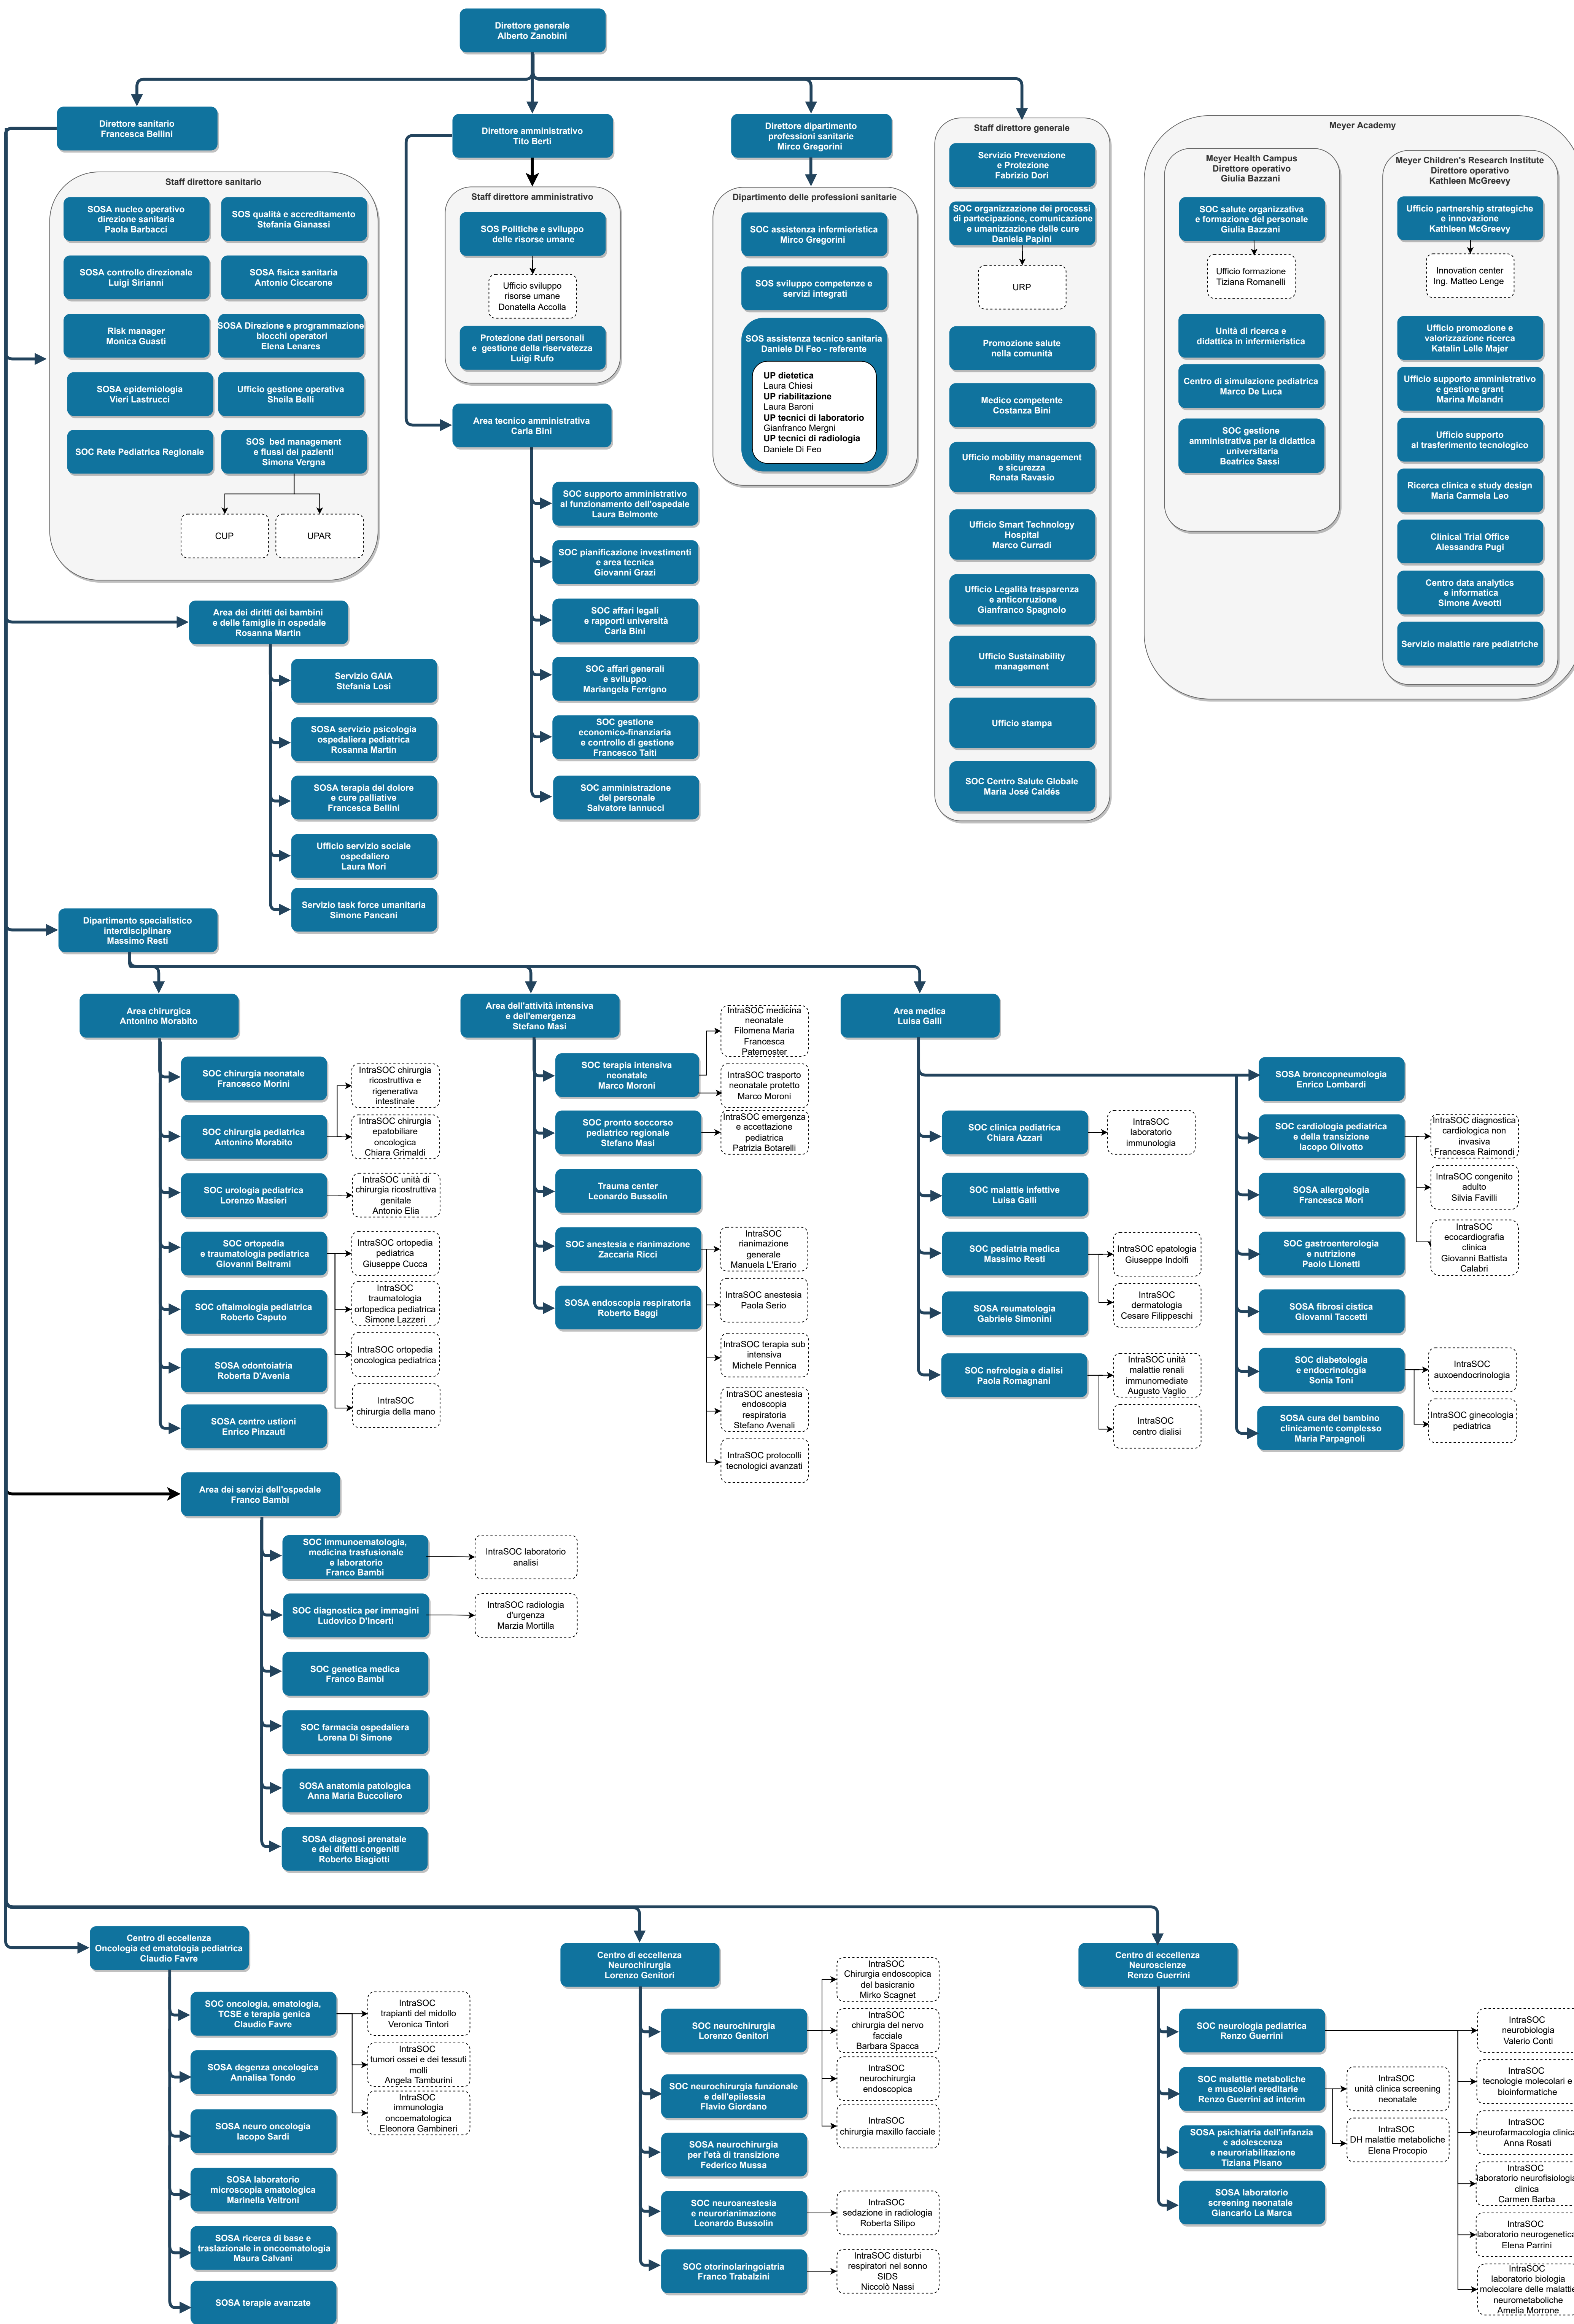 Direttore generale
Alberto Zanobini
Direttore sanitario
Francesca Bellini
Direttore amministrativo
Tito Berti
Direttore dipartimento
professioni sanitarie
Mirco Gregorini
Staff direttore sanitario
SOSA nucleo operativo
direzione sanitaria
Paola Barbacci
SOS qualità e accreditamento
Stefania Gianassi
SOSA controllo direzionale
Luigi Sirianni
SOSA fisica sanitaria
Antonio Ciccarone
Risk manager
Monica Guasti
SOSA Direzione e programmazione
blocchi operatori
Elena Lenares
SOSA epidemiologia
Vieri Lastrucci
Ufficio gestione operativa
Sheila Belli
SOC Rete Pediatrica Regionale
SOS  bed management
e flussi dei pazienti
Simona Vergna
CUP
UPAR
Staff direttore amministrativo
SOS Politiche e sviluppo
delle risorse umane
Ufficio sviluppo
risorse umane
Donatella Accolla
Protezione dati personali
e  gestione della riservatezza
Luigi Rufo
Area tecnico amministrativa
Carla Bini
SOC supporto amministrativo
al funzionamento dell'ospedale
Laura Belmonte
SOC pianificazione investimenti
e area tecnica
Giovanni Grazi
SOC affari legali
e rapporti università
Carla Bini
SOC affari generali
e sviluppo
Mariangela Ferrigno
SOC gestione
economico-finanziaria
e controllo di gestione
Francesco Taiti
SOC amministrazione
del personale
Salvatore Iannucci
Dipartimento delle professioni sanitarie
SOC assistenza infermieristica
Mirco Gregorini
SOS sviluppo competenze e
servizi integrati
SOS assistenza tecnico sanitaria
Daniele Di Feo - referente
UP dietetica
Laura Chiesi
UP riabilitazione
Laura Baroni
UP tecnici di laboratorio
Gianfranco Mergni
UP tecnici di radiologia
Daniele Di Feo
Staff direttore generale
Servizio Prevenzione
e Protezione
Fabrizio Dori
SOC organizzazione dei processi
di partecipazione, comunicazione
e umanizzazione delle cure
Daniela Papini
URP
Promozione salute
nella comunità
Medico competente
Costanza Bini
Ufficio mobility management
e sicurezza
Renata Ravasio
Ufficio Smart Technology
Hospital
Marco Curradi
Ufficio Legalità trasparenza
e anticorruzione
Gianfranco Spagnolo
Ufficio Sustainability
management
Ufficio stampa
SOC Centro Salute Globale
Maria José Caldés
Meyer Academy
Meyer Health Campus
Direttore operativo
Giulia Bazzani
SOC salute organizzativa
e formazione del personale
Giulia Bazzani
Ufficio formazione
Tiziana Romanelli
Unità di ricerca e
didattica in infermieristica
Centro di simulazione pediatrica
Marco De Luca
SOC gestione
amministrativa per la didattica
universitaria
Beatrice Sassi
Meyer Children's Research Institute
Direttore operativo
Kathleen McGreevy
Ufficio partnership strategiche
e innovazione
Kathleen McGreevy
Innovation center
Ing. Matteo Lenge
Ufficio promozione e
valorizzazione ricerca
Katalin Lelle Majer
Ufficio supporto amministrativo
e gestione grant
Marina Melandri
Ufficio supporto
al trasferimento tecnologico
Ricerca clinica e study design
Maria Carmela Leo
Clinical Trial Office
Alessandra Pugi
Centro data analytics
e informatica
Simone Aveotti
Servizio malattie rare pediatriche
Area dei diritti dei bambini
e delle famiglie in ospedale
Rosanna Martin
Servizio GAIA
Stefania Losi
SOSA servizio psicologia
ospedaliera pediatrica
Rosanna Martin
SOSA terapia del dolore
e cure palliative
Francesca Bellini
Ufficio servizio sociale
ospedaliero
Laura Mori
Servizio task force umanitaria
Simone Pancani
Dipartimento specialistico
interdisciplinare
Massimo Resti
Area chirurgica
Antonino Morabito
SOC chirurgia neonatale
Francesco Morini
SOC chirurgia pediatrica
Antonino Morabito
IntraSOC chirurgia
ricostruttiva e
rigenerativa
intestinale
IntraSOC chirurgia
epatobiliare
oncologica
Chiara Grimaldi
SOC urologia pediatrica
Lorenzo Masieri
IntraSOC unità di
chirurgia ricostruttiva
genitale
Antonio Elia
SOC ortopedia
e traumatologia pediatrica
Giovanni Beltrami
IntraSOC ortopedia
pediatrica
Giuseppe Cucca
IntraSOC
traumatologia
ortopedica pediatrica
Simone Lazzeri
IntraSOC ortopedia
oncologica pediatrica
IntraSOC
chirurgia della mano
SOC oftalmologia pediatrica
Roberto Caputo
SOSA odontoiatria
Roberta D'Avenia
SOSA centro ustioni
Enrico Pinzauti
Area dell'attività intensiva
e dell'emergenza
Stefano Masi
SOC terapia intensiva
neonatale
Marco Moroni
IntraSOC medicina
neonatale
Filomena Maria
Francesca
Paternoster
IntraSOC trasporto
neonatale protetto
Marco Moroni
SOC pronto soccorso
pediatrico regionale
Stefano Masi
IntraSOC emergenza
e accettazione
pediatrica
Patrizia Botarelli
Trauma center
Leonardo Bussolin
SOC anestesia e rianimazione
Zaccaria Ricci
IntraSOC
rianimazione
generale
Manuela L'Erario
IntraSOC anestesia
Paola Serio
IntraSOC terapia sub
intensiva
Michele Pennica
IntraSOC anestesia
endoscopia
respiratoria
Stefano Avenali
IntraSOC protocolli
tecnologici avanzati
SOSA endoscopia respiratoria
Roberto Baggi
Area medica
Luisa Galli
SOC clinica pediatrica
Chiara Azzari
IntraSOC
laboratorio
immunologia
SOC malattie infettive
Luisa Galli
SOC pediatria medica
Massimo Resti
IntraSOC epatologia
Giuseppe Indolfi
IntraSOC
dermatologia
Cesare Filippeschi
SOSA reumatologia
Gabriele Simonini
SOC nefrologia e dialisi
Paola Romagnani
IntraSOC unità
malattie renali
immunomediate
Augusto Vaglio
IntraSOC
centro dialisi
SOSA broncopneumologia
Enrico Lombardi
SOC cardiologia pediatrica
e della transizione
Iacopo Olivotto
IntraSOC diagnostica
cardiologica non
invasiva
Francesca Raimondi
IntraSOC congenito
adulto
Silvia Favilli
IntraSOC
ecocardiografia
clinica
Giovanni Battista
Calabri
SOSA allergologia
Francesca Mori
SOC gastroenterologia
e nutrizione
Paolo Lionetti
SOSA fibrosi cistica
Giovanni Taccetti
SOC diabetologia
e endocrinologia
Sonia Toni
IntraSOC
auxoendocrinologia
IntraSOC ginecologia
pediatrica
SOSA cura del bambino
clinicamente complesso
Maria Parpagnoli
Area dei servizi dell'ospedale
Franco Bambi
SOC immunoematologia,
medicina trasfusionale
e laboratorio
Franco Bambi
IntraSOC laboratorio
analisi
SOC diagnostica per immagini
Ludovico D'Incerti
IntraSOC radiologia
d'urgenza
Marzia Mortilla
SOC genetica medica
Franco Bambi
SOC farmacia ospedaliera
Lorena Di Simone
SOSA anatomia patologica
Anna Maria Buccoliero
SOSA diagnosi prenatale
e dei difetti congeniti
Roberto Biagiotti
Centro di eccellenza
Oncologia ed ematologia pediatrica
Claudio Favre
SOC oncologia, ematologia,
TCSE e terapia genica
Claudio Favre
IntraSOC
trapianti del midollo
Veronica Tintori
IntraSOC
tumori ossei e dei tessuti
molli
Angela Tamburini
IntraSOC
immunologia
oncoematologica
Eleonora Gambineri
SOSA degenza oncologica
Annalisa Tondo
SOSA neuro oncologia
Iacopo Sardi
SOSA laboratorio
microscopia ematologica
Marinella Veltroni
SOSA ricerca di base e
traslazionale in oncoematologia
Maura Calvani
SOSA terapie avanzate
Centro di eccellenza
Neurochirurgia
Lorenzo Genitori
SOC neurochirurgia
Lorenzo Genitori
IntraSOC
Chirurgia endoscopica
del basicranio
Mirko Scagnet
IntraSOC
chirurgia del nervo
facciale
Barbara Spacca
IntraSOC
neurochirurgia
endoscopica
IntraSOC
chirurgia maxillo facciale
SOC neurochirurgia funzionale
e dell'epilessia
Flavio Giordano
SOSA neurochirurgia
per l'età di transizione
Federico Mussa
SOC neuroanestesia
e neurorianimazione
Leonardo Bussolin
IntraSOC
sedazione in radiologia
Roberta Silipo
SOC otorinolaringoiatria
Franco Trabalzini
IntraSOC disturbi
respiratori nel sonno
SIDS
Niccolò Nassi
Centro di eccellenza
Neuroscienze
Renzo Guerrini
SOC neurologia pediatrica
Renzo Guerrini
SOC malattie metaboliche
e muscolari ereditarie
Renzo Guerrini ad interim
IntraSOC
unità clinica screening
neonatale
IntraSOC
DH malattie metaboliche
Elena Procopio
SOSA psichiatria dell'infanzia
e adolescenza
e neuroriabilitazione
Tiziana Pisano
SOSA laboratorio
screening neonatale
Giancarlo La Marca
IntraSOC
neurobiologia
Valerio Conti
IntraSOC
tecnologie molecolari e
bioinformatiche
IntraSOC
neurofarmacologia clinica
Anna Rosati
IntraSOC
laboratorio neurofisiologia
clinica
Carmen Barba
IntraSOC
laboratorio neurogenetica
Elena Parrini
IntraSOC
laboratorio biologia
molecolare delle malattie
neurometaboliche
Amelia Morrone